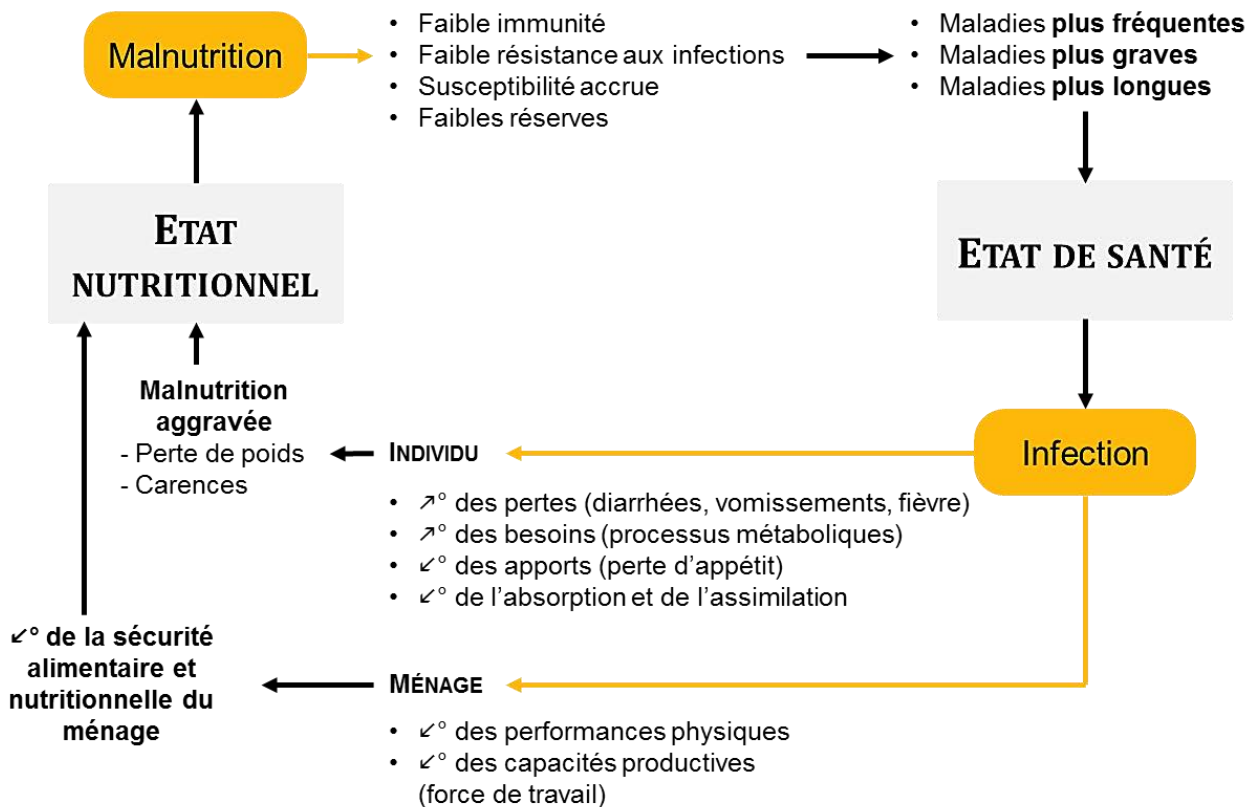 Malnutrition
• Faible immunité
• Faible résistance aux infections
• Susceptibilité accrue
• Faibles réserves
• Maladies plus fréquentes
• Maladies plus graves
• Maladies plus longues
ETAT
NUTRITIONNEL
ETAT DE SANTÉ
Malnutrition
aggravée
- Perte de poids
- Carences
INDIVIDU
Infection
• ↗° des pertes (diarrhées, vomissements, fièvre)
• ↗° des besoins (processus métaboliques)
• ↙° des apports (perte d’appétit)
• ↙° de l’absorption et de l’assimilation
↙° de la sécurité
alimentaire et
nutritionnelle du
ménage
MÉNAGE
• ↙° des performances physiques
• ↙° des capacités productives
(force de travail)